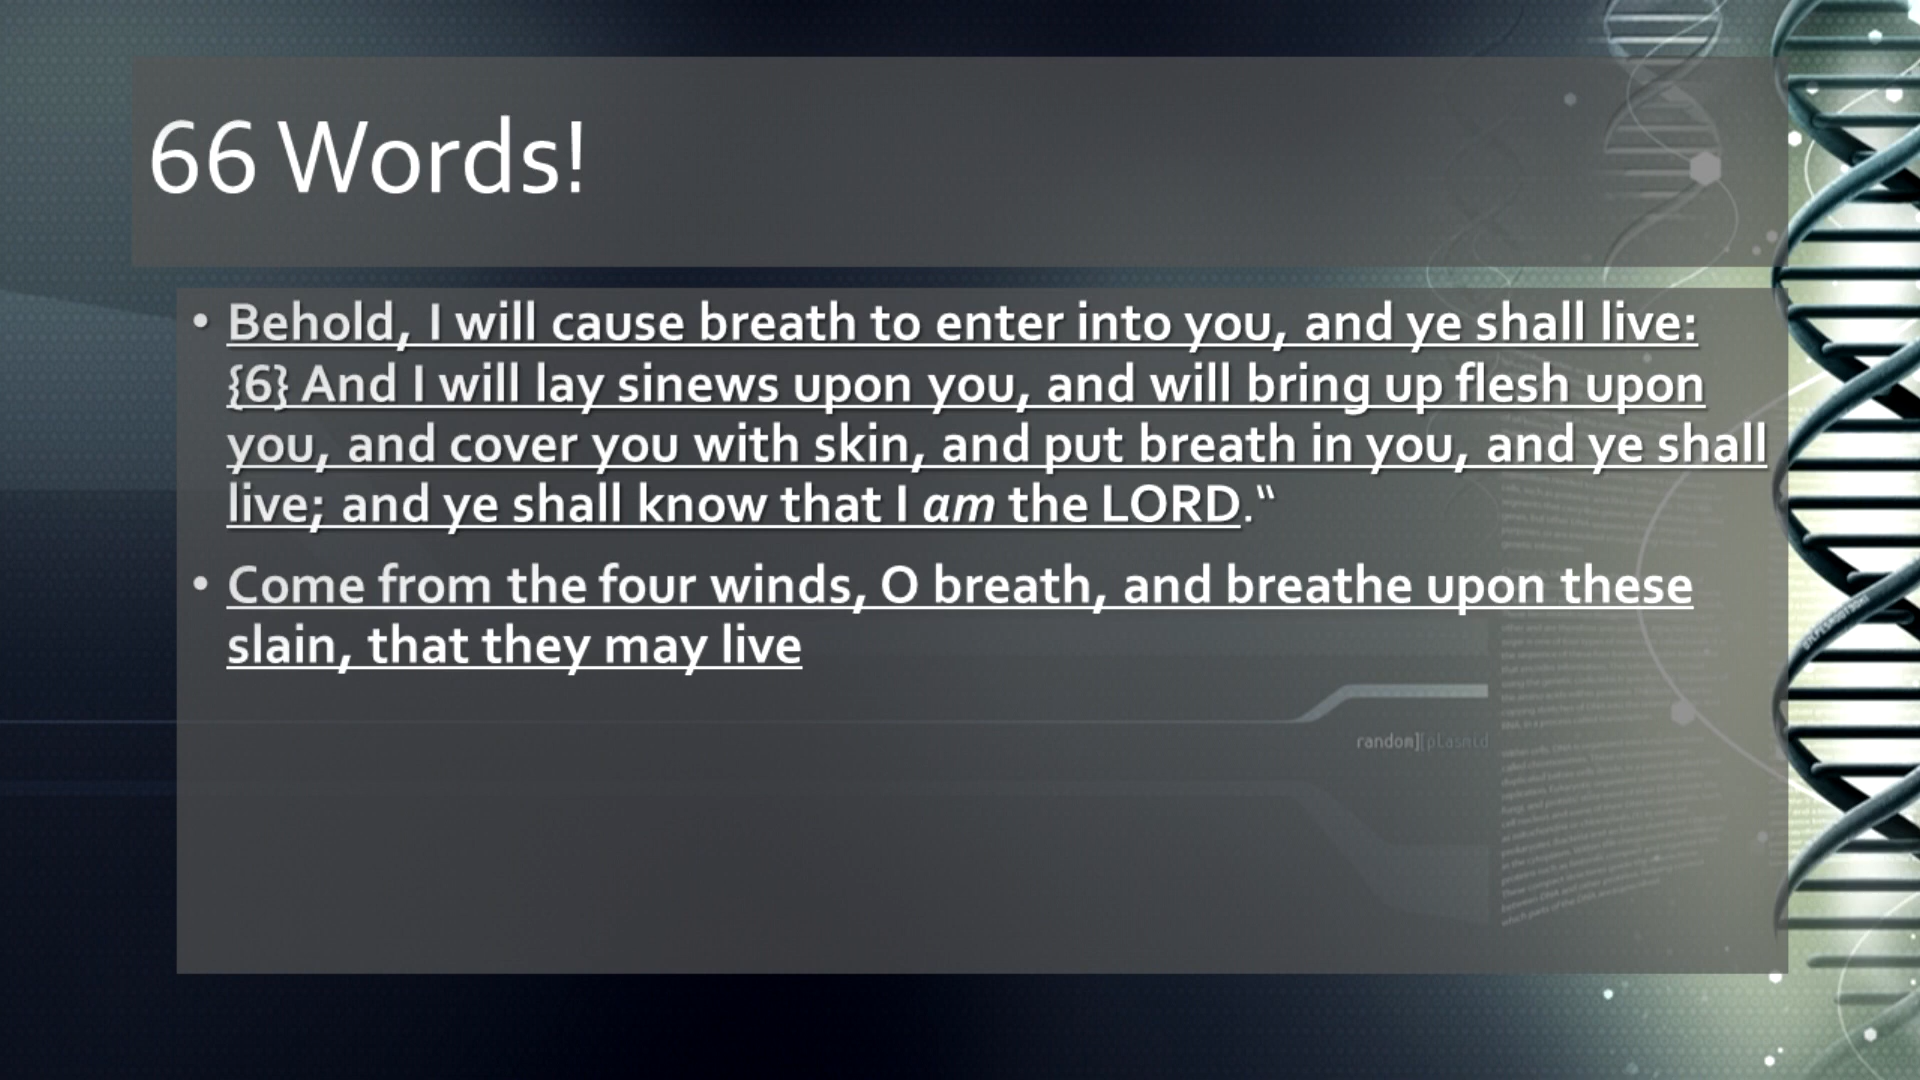 66 Words!
• Behold, I will cause breath to enter into you, and ye shall live:
{6} And I will lay sinews upon you, and will bring up flesh upon
you, and cover you with skin, and put breath in you, and ye shall
live; and ye shall know that I am the LORD.“
• Come from the four winds, O breath, and breathe upon these
slain, that they may live
random][plasmid